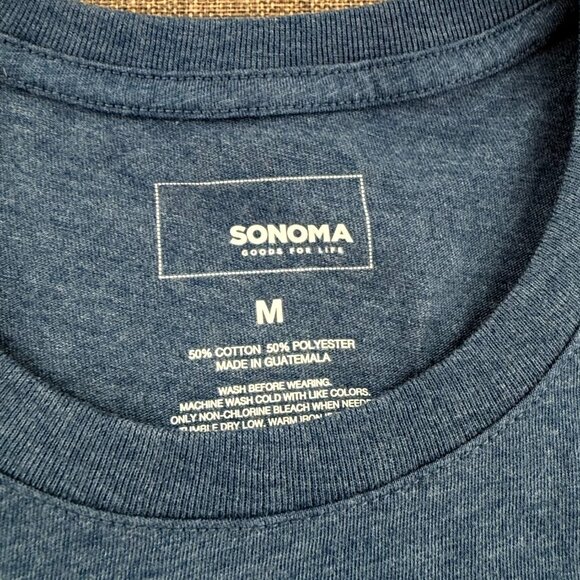 SONOMA
GOODS FOR LIFE
M
50% COTTON 50% POLYESTER
MADE IN GUATEMALA
WASH BEFORE WEARING.
MACHINE WASH COLD WITH LIKE COLORS.
ONLY NON-CHLORINE BLEACH WHEN
TUMBLE DRY LOW. WARM IRON